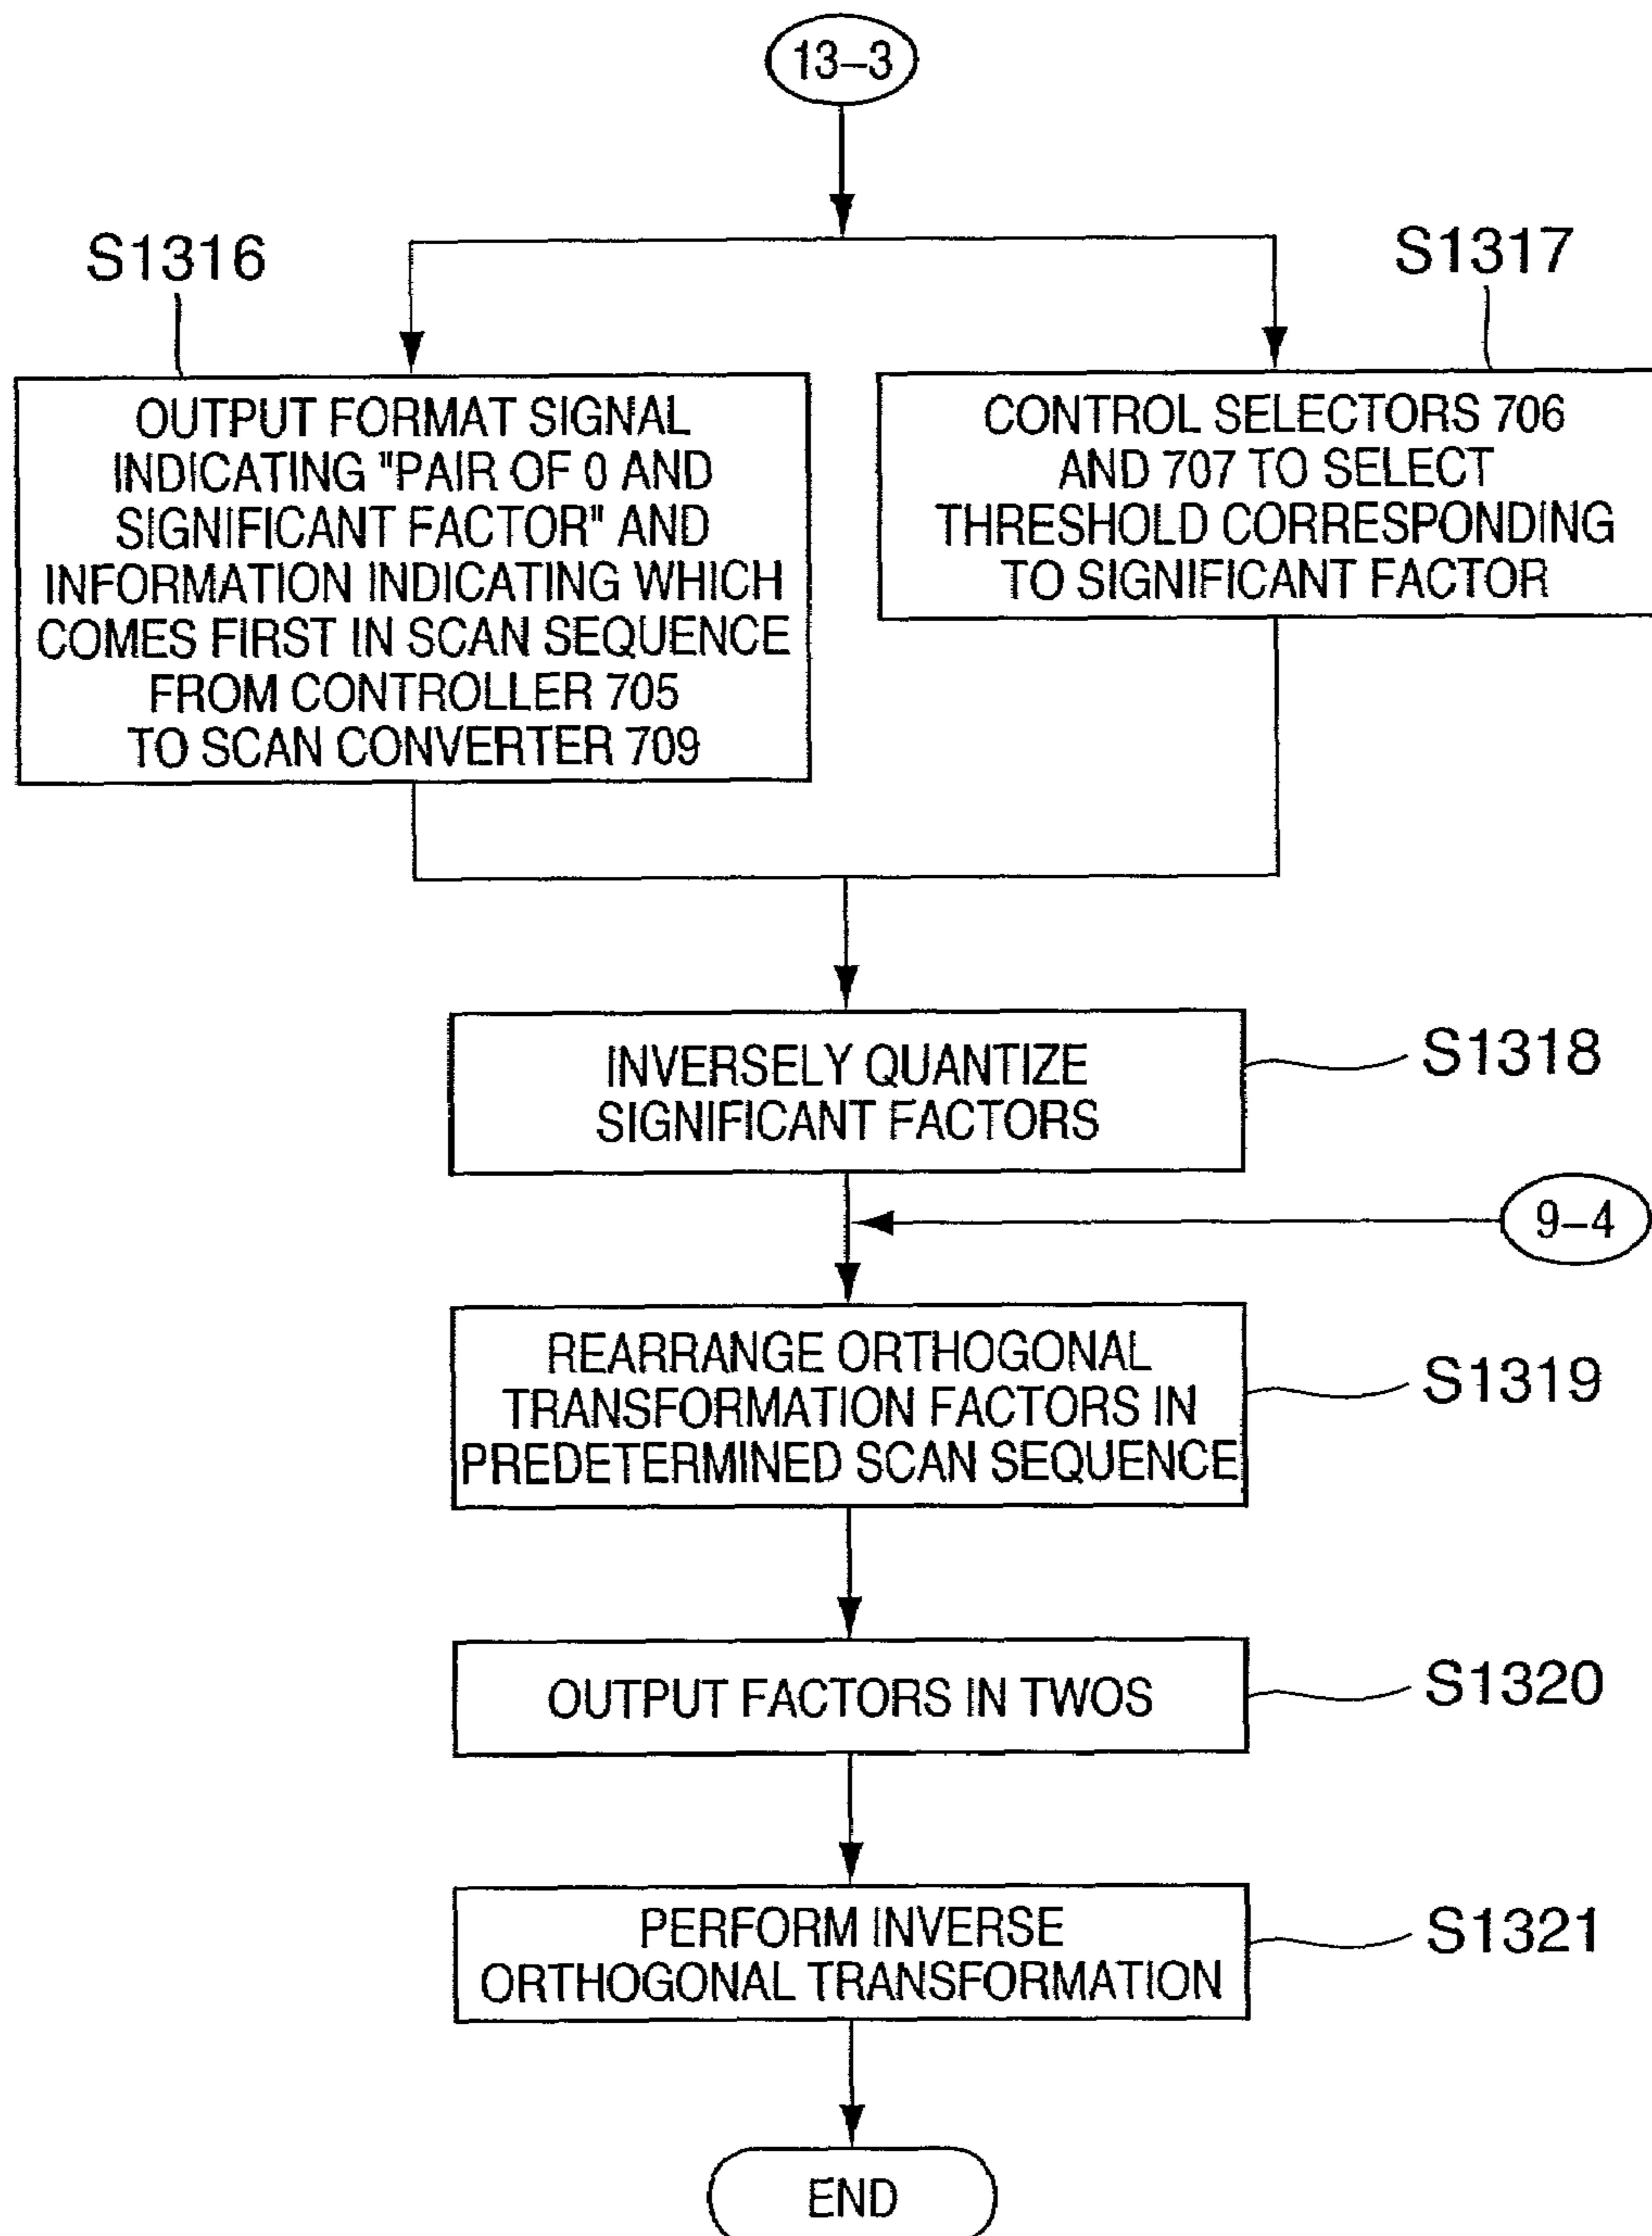 13-3
S1316
S1317
OUTPUT FORMAT SIGNAL
INDICATING "PAIR OF 0 AND
SIGNIFICANT FACTOR" AND
INFORMATION INDICATING WHICH
COMES FIRST IN SCAN SEQUENCE
FROM CONTROLLER 705
TO SCAN CONVERTER 709
CONTROL SELECTORS 706
AND 707 TO SELECT
THRESHOLD CORRESPONDING
TO SIGNIFICANT FACTOR
INVERSELY QUANTIZE
SIGNIFICANT FACTORS
S1318
9-4
REARRANGE ORTHOGONAL
TRANSFORMATION FACTORS IN
PREDETERMINED SCAN SEQUENCE
S1319
OUTPUT FACTORS IN TWOS
S1320
PERFORM INVERSE
ORTHOGONAL TRANSFORMATION
S1321
END